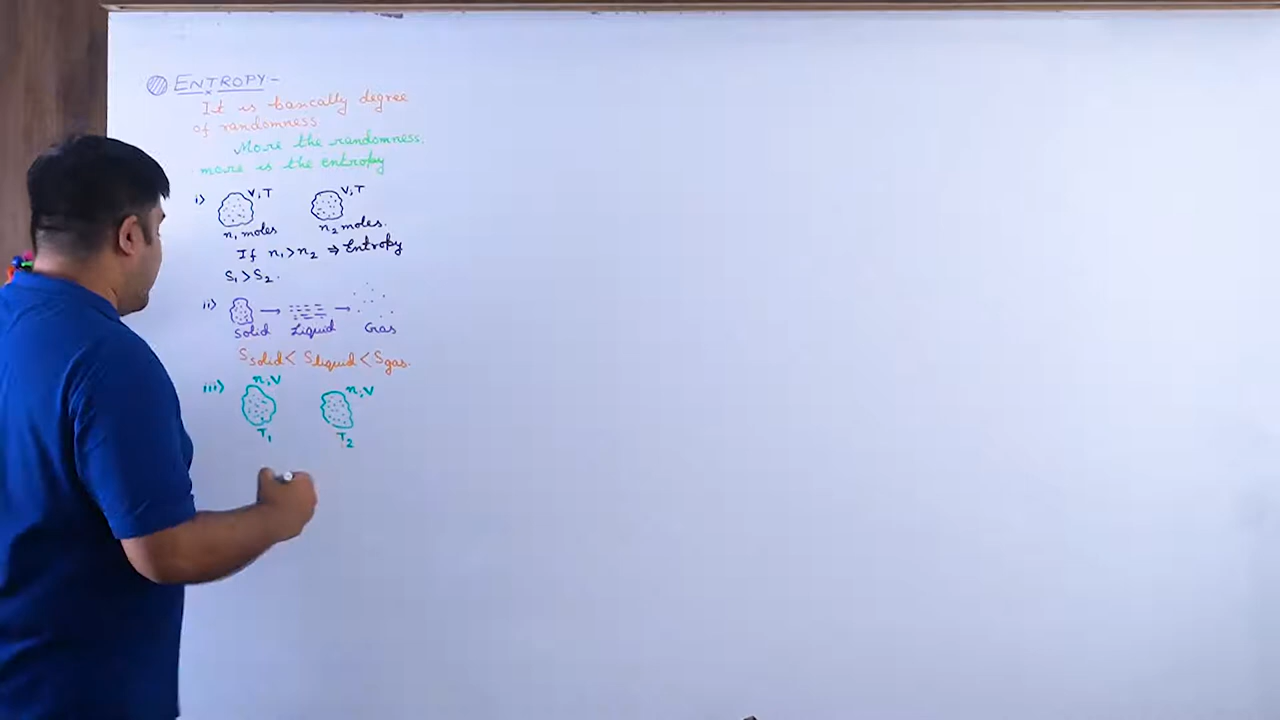 ENTROPY-
It is bascally degree
of randomness
More the randomness,
more is the entropy
i) V,T V,T
n1 moles n2 moles.
If n1>n2 ⇒ Entropy
S1>S2.
ii)
Solid → Liquid → Gas
Ssolid< Sliquid < Sgas.
iii) n,V n,V
T1 T2